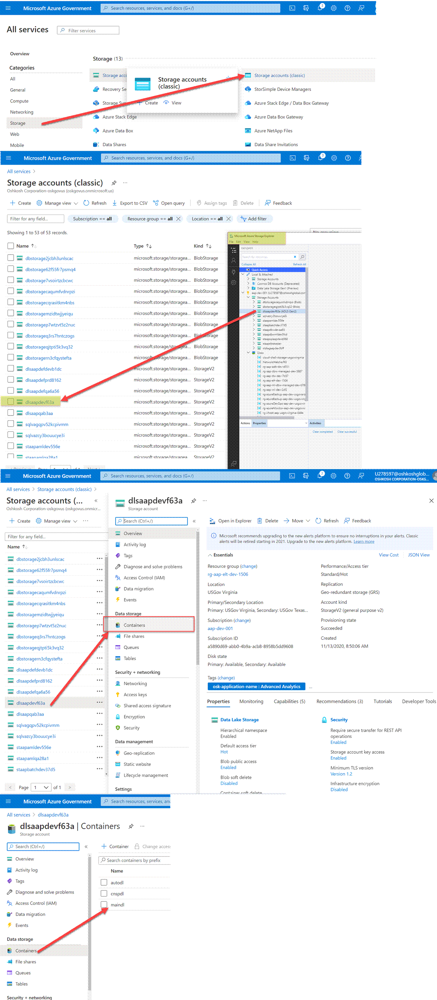 Microsoft Azure Government
Search resources, services, and docs (G+/)
3
All services
Filter services
Overview
Categories
All
General
Compute
Networking
Storage
Web
Mobile
Storage (13)
Storage acc
Recovery Se
Storage Syn
Azure Stack Edge
Azure Data Box
Data Shares
Storage accounts
(classic)
Create
View
Storage accounts (classic)
StorSimple Device Managers
Azure Stack Edge / Data Box Gateway
Azure Data Box Gateway
Azure NetApp Files
Data Share Invitations
Microsoft Azure Government
Search resources, services, and docs (G+/)
3
All services >
Storage accounts (classic) ...
Oshkosh Corporation-oskgovus (oskgovus.onmicrosoft.us)
Create
Manage view
Refresh
Export to CSV
Open query
Assign tags
Delete
Feedback
Filter for any field...
Subscription == all
Resource group == all
Location == all
Add filter
Showing 1 to 53 of 53 records.
No grouping
Name
Type
Kind
dbstorage2jcbh3unlscac microsoft.storage/storagea... BlobStorage
dbstorage62f55fr7psmq4 microsoft.storage/storagea... BlobStorage
dbstorage7vsoirtzcbcwc microsoft.storage/storagea... BlobStorage
dbstoragecaqumfvdnrpzi microsoft.storage/storagea... BlobStorage
dbstoragecqrasitkm4nbs microsoft.storage/storagea... BlobStorage
dbstoragemzidtwjjyeiqu microsoft.storage/storagea... BlobStorage
dbstoragep7wtzvt5z2nuc microsoft.storage/storagea... BlobStorage
dbstorageq3rs7hntczogs microsoft.storage/storagea... BlobStorage
dbstorageqjtpti5k3vq32 microsoft.storage/storagea... BlobStorage
dbstoragern3cfqystefta microsoft.storage/storagea... BlobStorage
dlsaapdefdevb1dc microsoft.storage/storagea... StorageV2
dlsaapdefprd8162 microsoft.storage/storagea... StorageV2
dlsaapdefqa6a56 microsoft.storage/storagea... StorageV2
dlsaapdevf63a microsoft.storage/storagea... StorageV2
dlsaapqab3aa microsoft.storage/storagea... StorageV2
sqlvagqpv52kcpivmm microsoft.storage/storagea... StorageV2
sqlvazcy3bouucye3i microsoft.storage/storagea... StorageV2
staapamldev556e microsoft.storage/storagea... StorageV2
staapamlqa28a1 microsoft.storage/storagea... StorageV2
Microsoft Azure Storage Explorer
File Edit View Help
EXPLORER
Search for resources
Collapse All Refresh All
Quick Access
Local & Attached
Storage Accounts
Cosmos DB Accounts (Deprecated)
Data Lake Storage Gen1 (Preview)
aap-dev-001 (U278597@oshkoshglobal.com
Storage Accounts
dbstoragecaqumfvdnrpzi (Blob)
dbstorageqjtpti5k3vq32 (Blob)
dlsaapdevf63a (ADLS Gen2)
sqlvazcy3bouucye3i
staapamldev556e
staapbatchdev37d5
staapdbwdevaa65
staapdbwmldev0fcd
staapsqleapdevb568
staaptfstatedev
stdiagaapdev0bff
Disks
cloud-shell-storage-usgovvirginia
NetworkWatcherRG
rg-aap-adb-dev-d551
rg-aap-dbw-managed-dev-5687
rg-aap-dw-dev-7b57
rg-aap-elt-dev-1506
rg-aap-ml-dbw-managed-dev-076
rg-aap-ml-dev-2df2
rg-azureBackup-aap-dev-usgovariz
rg-azureBackup-aap-dev-usgovvirg
rg-azureDevOps-aap-dev-usgovvir
rg-azureMonitor-aap-dev-usgovvir
rg-irhost-aap-usgovvirginia-0d4e
Actions Properties
Activities
Clear completed Clear successful
Page 1 of 1
Microsoft Azure Government
Search resources, services, and docs (G+/)
3
U278597@oshkoshglob...
OSHKOSH CORPORATION-OSKG...
All services > Storage accounts (classic) >
Storage accounts (... «
Oshkosh Corporation-oskgovus (oskgovus.onmicr...
Create
Manage view
...
Filter for any field...
Name
dbstorage2jcbh3unlscac ...
dbstorage62f55fr7psmq4 ...
dbstorage7vsoirtzcbcwc ...
dbstoragecaqumfvdnrpzi ...
dbstoragecqrasitkm4nbs ...
dbstoragemzidtwjjyeiqu ...
dbstoragep7wtzvt5z2nuc ...
dbstorageq3rs7hntczogs ...
dbstorageqjtpti5k3vq32 ...
dbstoragern3cfqystefta ...
dlsaapdefdevb1dc ...
dlsaapdefprd8162 ...
dlsaapdefqa6a56 ...
dlsaapdevf63a ...
dlsaapqab3aa ...
sqlvagqpv52kcpivmm ...
sqlvazcy3bouucye3i ...
staapamldev556e ...
staapamlqa28a1 ...
staapbatchdev37d5 ...
< Page 1 of 1 >
dlsaapdevf63a ...
Storage account
Search (Ctrl+/) «
Overview
Activity log
Tags
Diagnose and solve problems
Access Control (IAM)
Data migration
Events
Data storage
Containers
File shares
Queues
Tables
Security + networking
Networking
Access keys
Shared access signature
Encryption
Security
Data management
Geo-replication
Static website
Lifecycle management
Settings
Open in Explorer
Delete
Move
Refresh
Feedback
Microsoft recommends upgrading to the new alerts platform to ensure no interruptions in your alerts. Classic
alerts will be retired starting in 2021. Upgrade to the new alerts platform. Learn more
Essentials
View Cost
JSON View
Resource group (change)
rg-aap-elt-dev-1506
Location
USGov Virginia
Primary/Secondary Location
Primary: USGov Virginia, Secondary: USGov Texas...
Subscription (change)
aap-dev-001
Subscription ID
a5890d69-abb0-4b9a-acb8-8958b5dd9608
Disk state
Primary: Available, Secondary: Available
Performance/Access tier
Standard/Hot
Replication
Geo-redundant storage (GRS)
Account kind
StorageV2 (general purpose v2)
Provisioning state
Succeeded
Created
11/13/2020, 8:50:06 AM
Tags (change)
osk-application-name : Advanced Analytics ...
Properties
Monitoring
Capabilities (5)
Recommendations (3)
Tutorials
Developer Tools
Data Lake Storage
Hierarchical namespace
Enabled
Default access tier
Hot
Blob public access
Enabled
Blob soft delete
Disabled
Container soft delete
Security
Require secure transfer for REST API
operations
Enabled
Storage account key access
Enabled
Minimum TLS version
Version 1.2
Infrastructure encryption
Disabled
Microsoft Azure Government
Search resources, services, and
All services > dlsaapdevf63a
dlsaapdevf63a | Containers ...
Storage account
Search (Ctrl+/) «
Overview
Activity log
Tags
Diagnose and solve problems
Access Control (IAM)
Data migration
Events
Data storage
Containers
File shares
Queues
Tables
Security + networking
Container
Change access
Search containers by prefix
Name
autodl
cnspdl
maindl